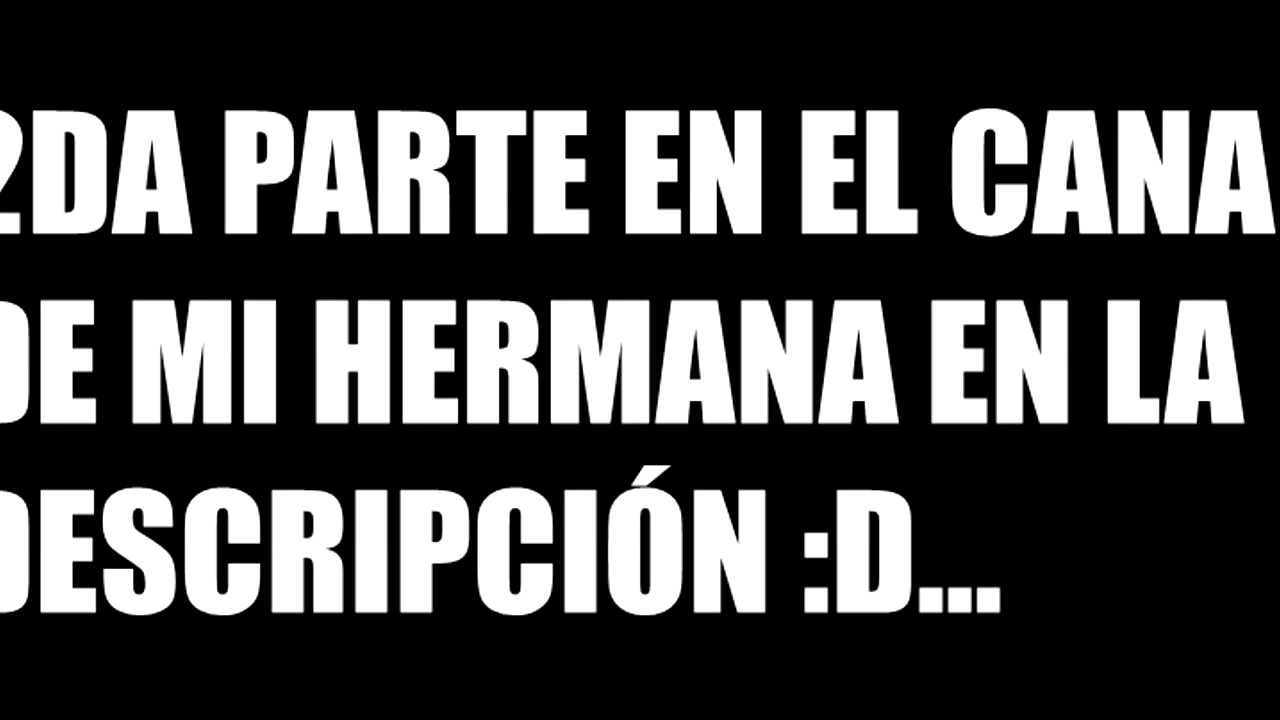 2DA PARTE EN EL CANA
DE MI HERMANA EN LA
DESCRIPCIÓN :D...